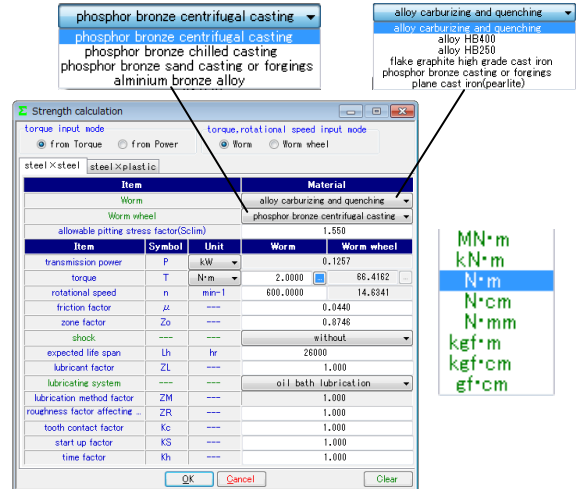 phosphor bronze centrifugal casting
phosphor bronze centrifugal casting
phosphor bronze chilled casting
phosphor bronze sand casting or forgings
alminium bronze alloy
alloy carburizing and quenching
alloy carburizing and quenching
alloy HB400
alloy HB250
flake graphite high grade cast iron
phosphor bronze casting or forgings
plane cast iron(pearlite)
Σ Strength calculation
torque input mode
from Torque from Power
torque,rotational speed input mode
Worm Worm wheel
steel×steel steel×plastic
Item Material
Worm alloy carburizing and quenching
Worm wheel phosphor bronze centrifugal casting
allowable pitting stress factor(Sclim) 1.550
Item Symbol Unit Worm Worm wheel
transmission power P kW 0.1257
torque T N・m 2.0000 ... 66.4162 ...
rotational speed n min-1 600.0000 14.6341
friction factor μ --- 0.0440
zone factor Zo --- 0.8746
shock --- --- without
expected life span Lh hr 26000
lubricant factor ZL --- 1.000
lubricating system --- --- oil bath lubrication
lubrication method factor ZM --- 1.000
roughness factor affecting ... ZR --- 1.000
tooth contact factor Kc --- 1.000
start up factor KS --- 1.000
time factor Kh --- 1.000
OK Cancel Clear
MN・m
kN・m
N・m
N・cm
N・mm
kgf・m
kgf・cm
gf・cm